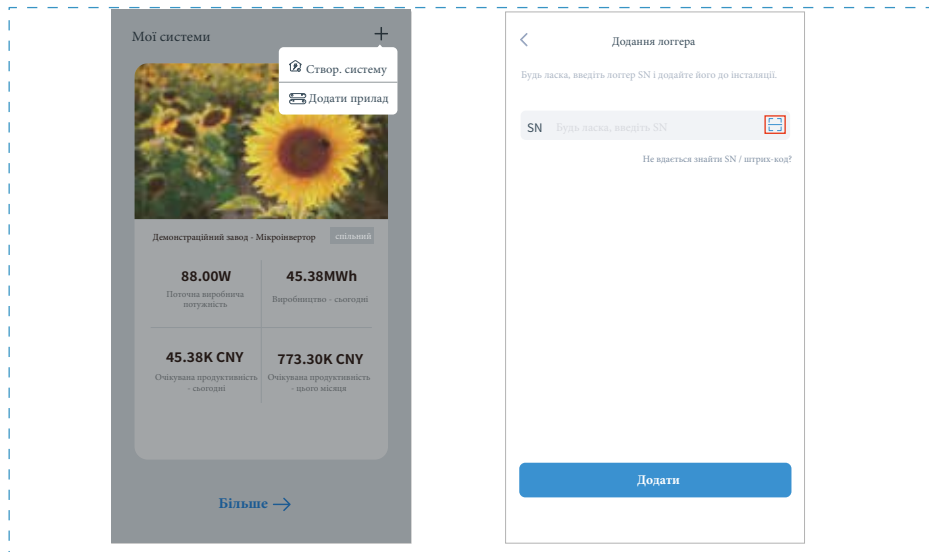 Мої системи
Створ. систему
Додати прилад
Демонстраційний завод - Мікроінвертор
спільний
88.00W
Поточна виробнича
потужність
45.38MWh
Виробництво - сьогодні
45.38K CNY
Очікувана продуктивність
- сьогодні
773.30K CNY
Очікувана продуктивність
- цього місяця
Більше
Додання логгера
Будь ласка, введіть логгер SN і додайте його до інсталяції.
SN Будь ласка, введіть SN
Не вдається знайти SN / штрих-код?
Додати